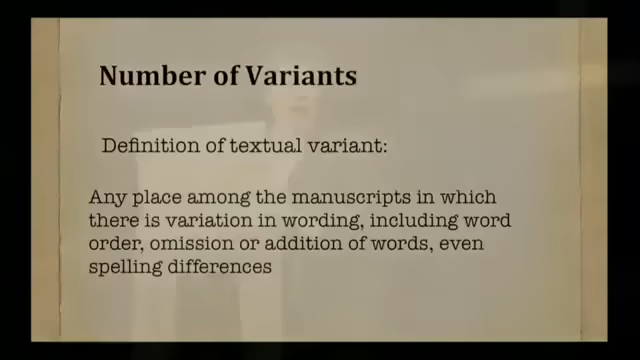 Number of Variants
Definition of textual variant:
Any place among the manuscripts in which
there is variation in wording, including word
order, omission or addition of words, even
spelling differences